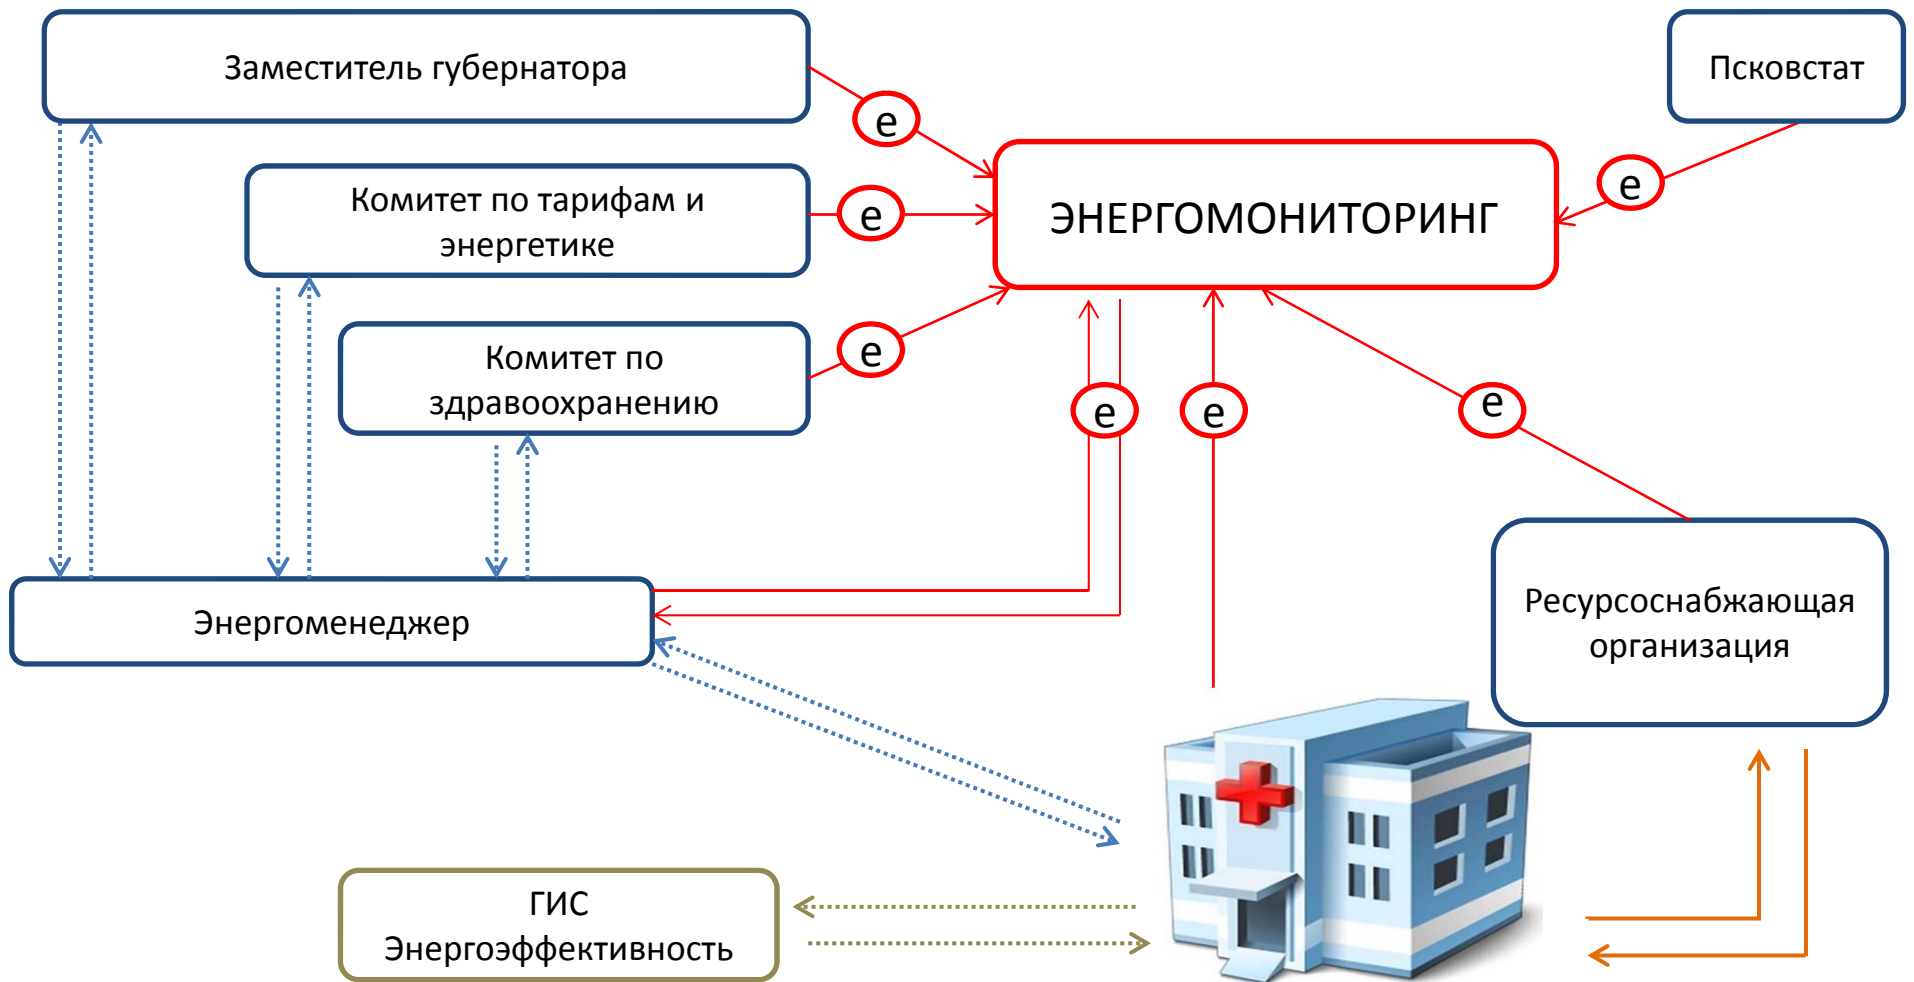 Заместитель губернатора
Псковстат
е
Комитет по тарифам и
энергетике
е
ЭНЕРГОМОНИТОРИНГ
е
Комитет по
здравоохранению
е
е
е
е
Энергоменеджер
Ресурсоснабжающая
организация
ГИС
Энергоэффективность